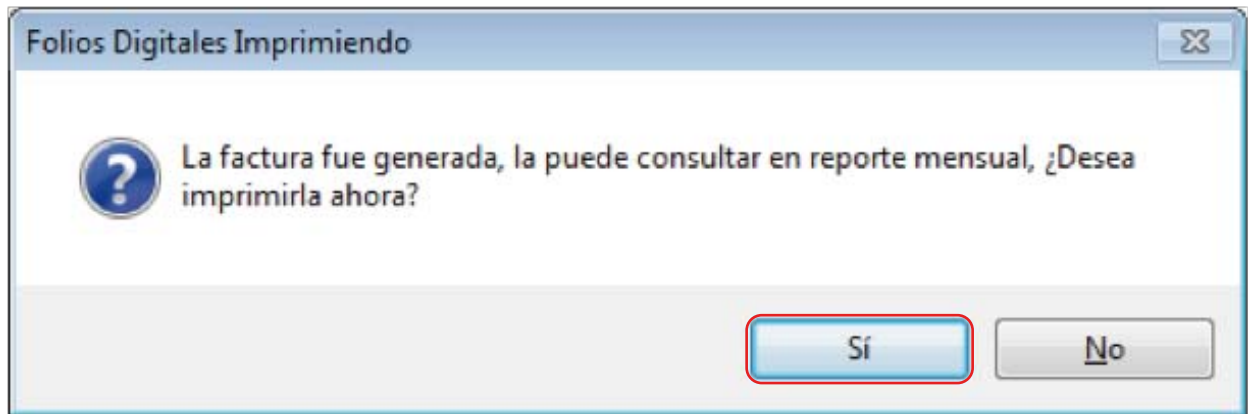 Folios Digitales Imprimiendo
La factura fue generada, la puede consultar en reporte mensual, ¿Desea
imprimirla ahora?
Sí
No